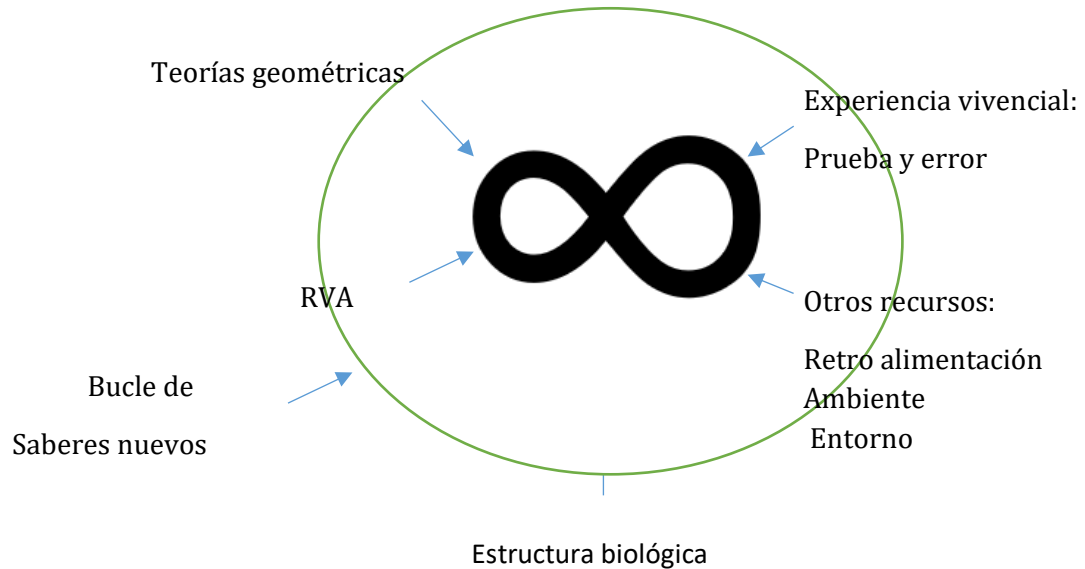 Teorías geométricas
Experiencia vivencial:
Prueba y error
RVA
Otros recursos:
Retro alimentación
Ambiente
Entorno
Bucle de
Saberes nuevos
Estructura biológica